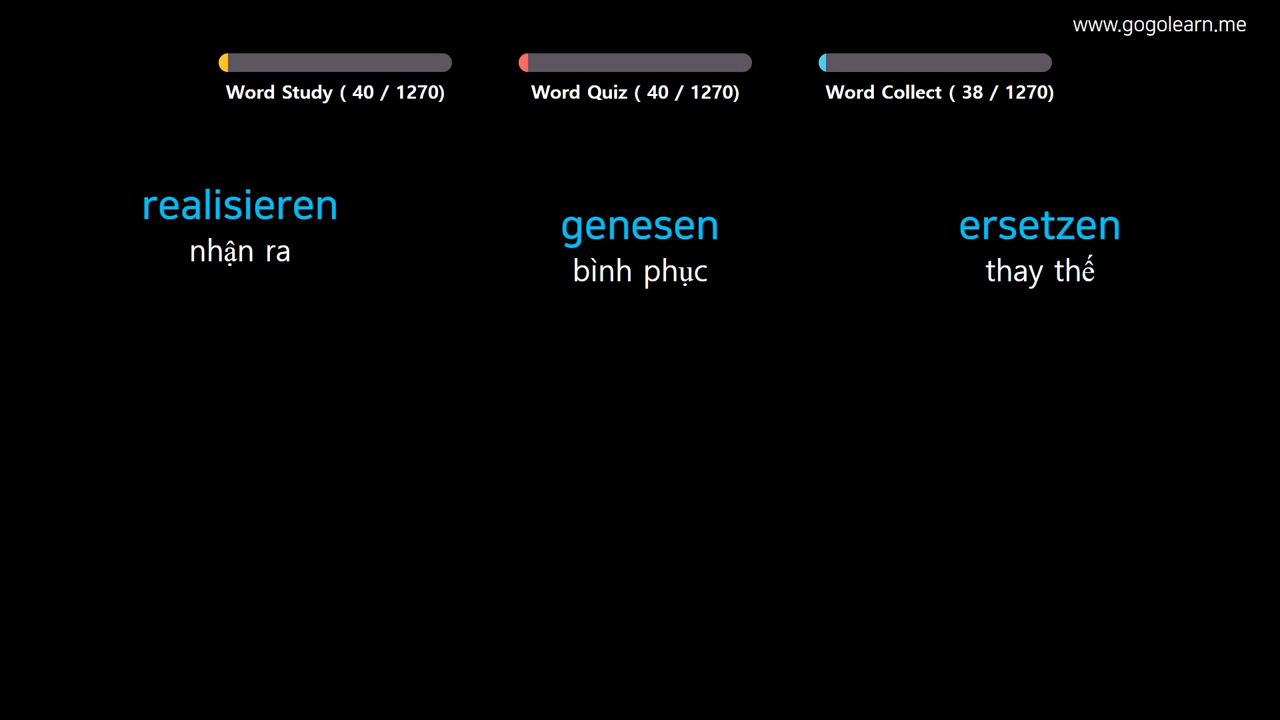 www.gogolearn.me
Word Study ( 40 / 1270)
Word Quiz ( 40 / 1270)
Word Collect ( 38 / 1270)
realisieren
nhận ra
genesen
bình phục
ersetzen
thay thế